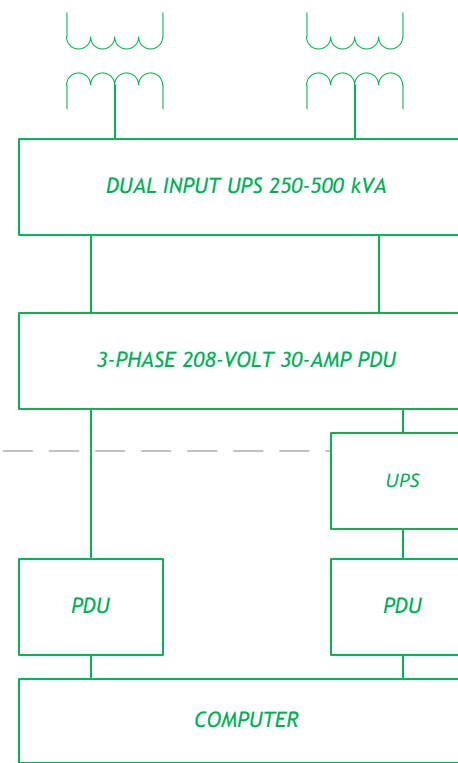 DUAL INPUT UPS 250-500 kVA
3-PHASE 208-VOLT 30-AMP PDU
UPS
PDU
PDU
COMPUTER